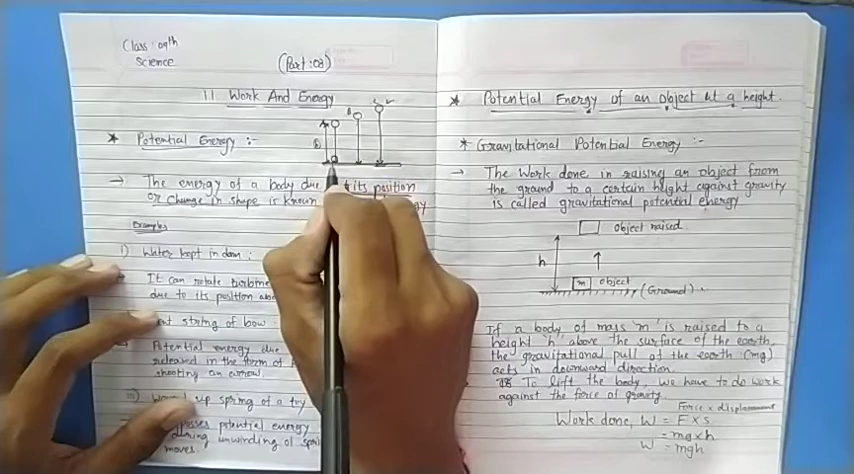 Class: 09th
Science
(Part:08)
11 Work And Energy
* Potential Energy :-
→ The energy of a body due its position
or change in shape is known
Examples
i) Water kept in dam :
It can rotate turbine
due to its position
string of bow
Potential energy due
released in the form of
shooting an arrow.
iii) Wound up spring of a toy
potential energy
during unwinding of
moves.
* Potential Energy of an object at a height.
* Gravitational Potential Energy :-
→ The Work done in raising an object from
the ground to a certain height against gravity
is called gravitational potential energy
object raised.
h
m object
(Ground)
If a body of mass 'm' is raised to a
height 'h' above the surface of the earth,
the gravitational pull of the earth (mg)
acts in downward direction.
To lift the body, we have to do work
against the force of gravity.
Force x displacement
Work done, W = F x s
= mg x h
W = mgh